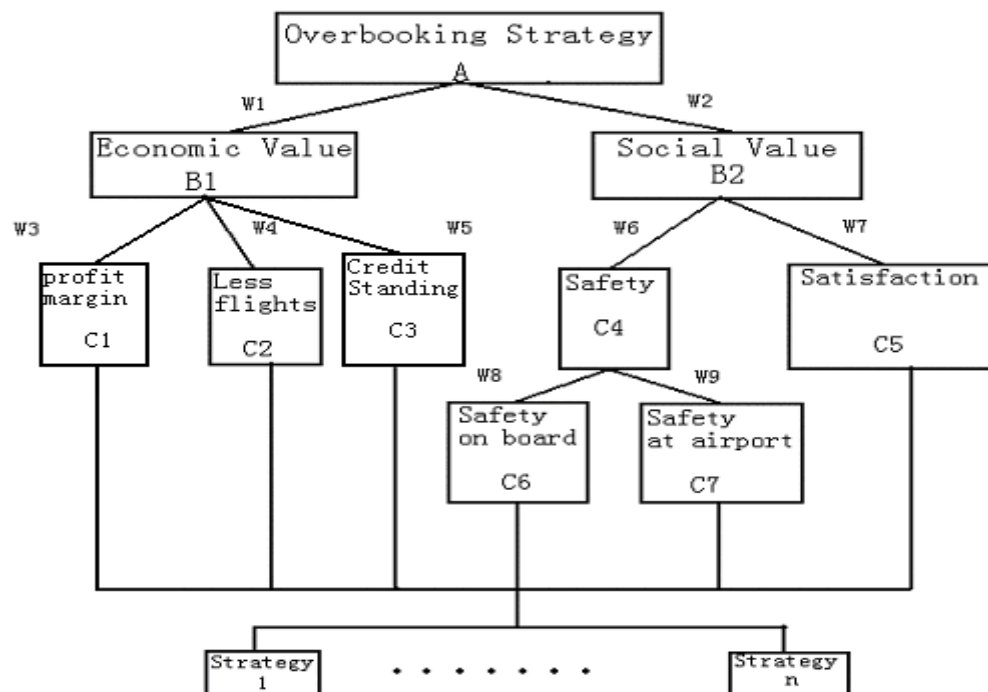 Overbooking Strategy
A
W1
W2
Economic Value
B1
Social Value
B2
W3
W4
W5
W6
W7
profit
margin
C1
Less
flights
C2
Credit
Standing
C3
Safety
C4
Satisfaction
C5
W8
W9
Safety
on board
C6
Safety
at airport
C7
Strategy
1
.......
Strategy
n